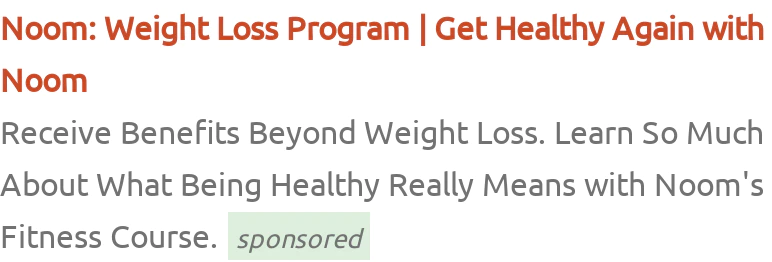 Noom: Weight Loss Program | Get Healthy Again with
Noom
Receive Benefits Beyond Weight Loss. Learn So Much
About What Being Healthy Really Means with Noom's
Fitness Course. sponsored